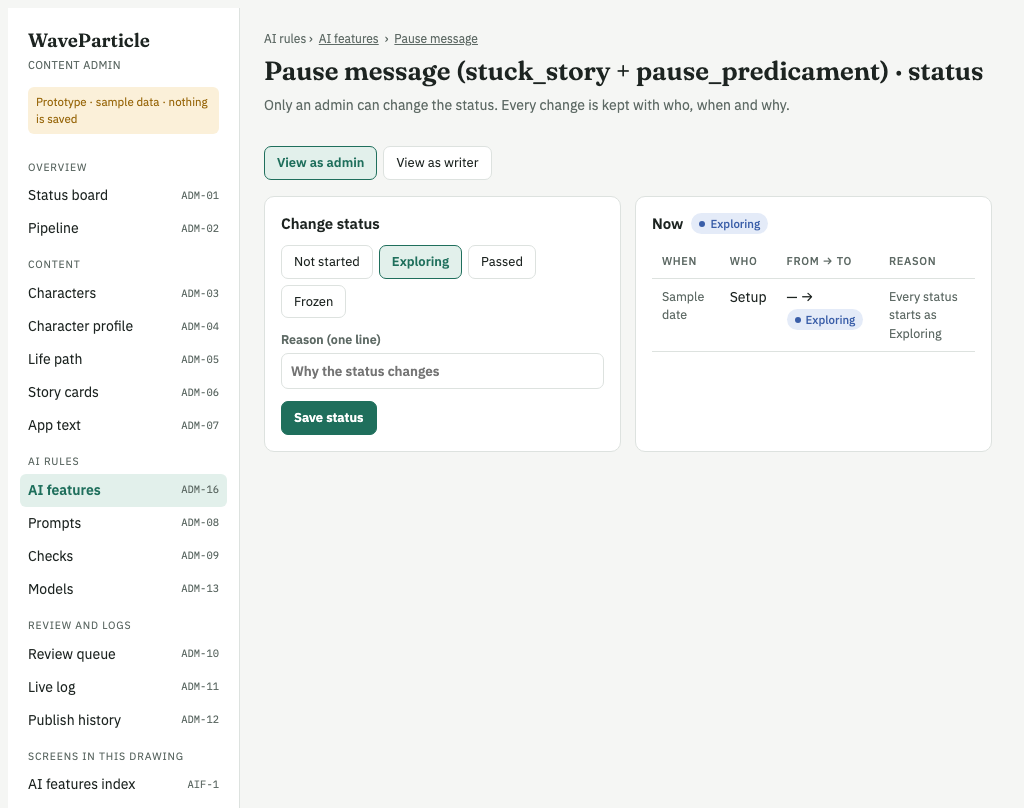 WaveParticle
CONTENT ADMIN
Prototype · sample data · nothing
is saved
OVERVIEW
Status board ADM-01
Pipeline ADM-02
CONTENT
Characters ADM-03
Character profile ADM-04
Life path ADM-05
Story cards ADM-06
App text ADM-07
AI RULES
AI features ADM-16
Prompts ADM-08
Checks ADM-09
Models ADM-13
REVIEW AND LOGS
Review queue ADM-10
Live log ADM-11
Publish history ADM-12
SCREENS IN THIS DRAWING
AI features index AIF-1
AI rules › AI features › Pause message
Pause message (stuck_story + pause_predicament) · status
Only an admin can change the status. Every change is kept with who, when and why.
View as admin View as writer
Change status
Not started Exploring Passed
Frozen
Reason (one line)
Why the status changes
Save status
Now Exploring
WHEN WHO FROM → TO REASON
Sample Setup — → Every status
date Exploring starts as
Exploring